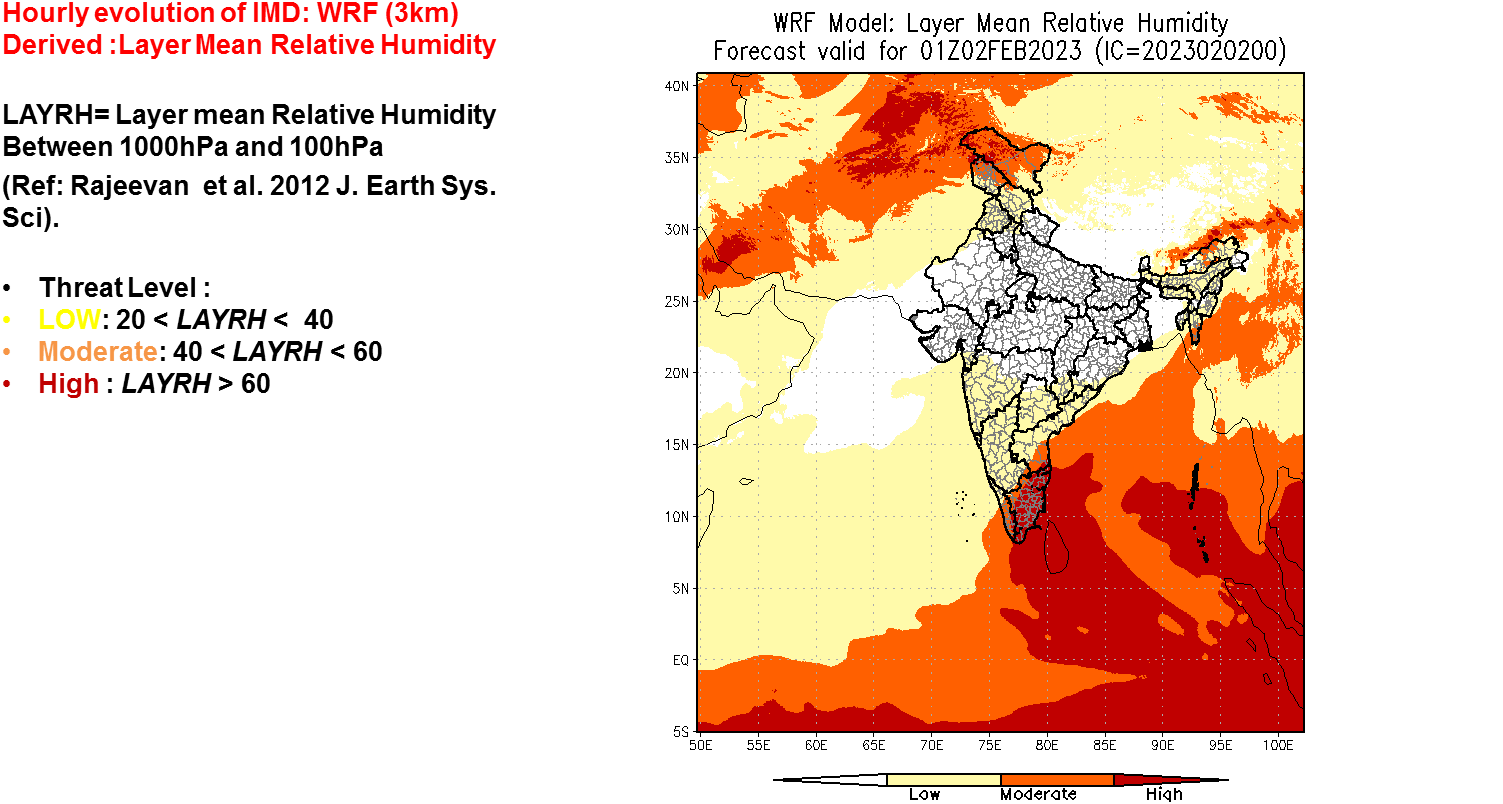 Hourly evolution of IMD: WRF (3km)
Derived :Layer Mean Relative Humidity
LAYRH= Layer mean Relative Humidity
Between 1000hPa and 100hPa
(Ref: Rajeevan et al. 2012 J. Earth Sys.
Sci).
• Threat Level :
• LOW: 20 < LAYRH < 40
• Moderate: 40 < LAYRH < 60
• High : LAYRH > 60
WRF Model: Layer Mean Relative Humidity
Forecast valid for 01Z02FEB2023 (IC=2023020200)
40N
35N
30N
25N
20N
15N
10N
5N
EQ
5S
50E 55E 60E 65E 70E 75E 80E 85E 90E 95E 100E
Low Moderate High